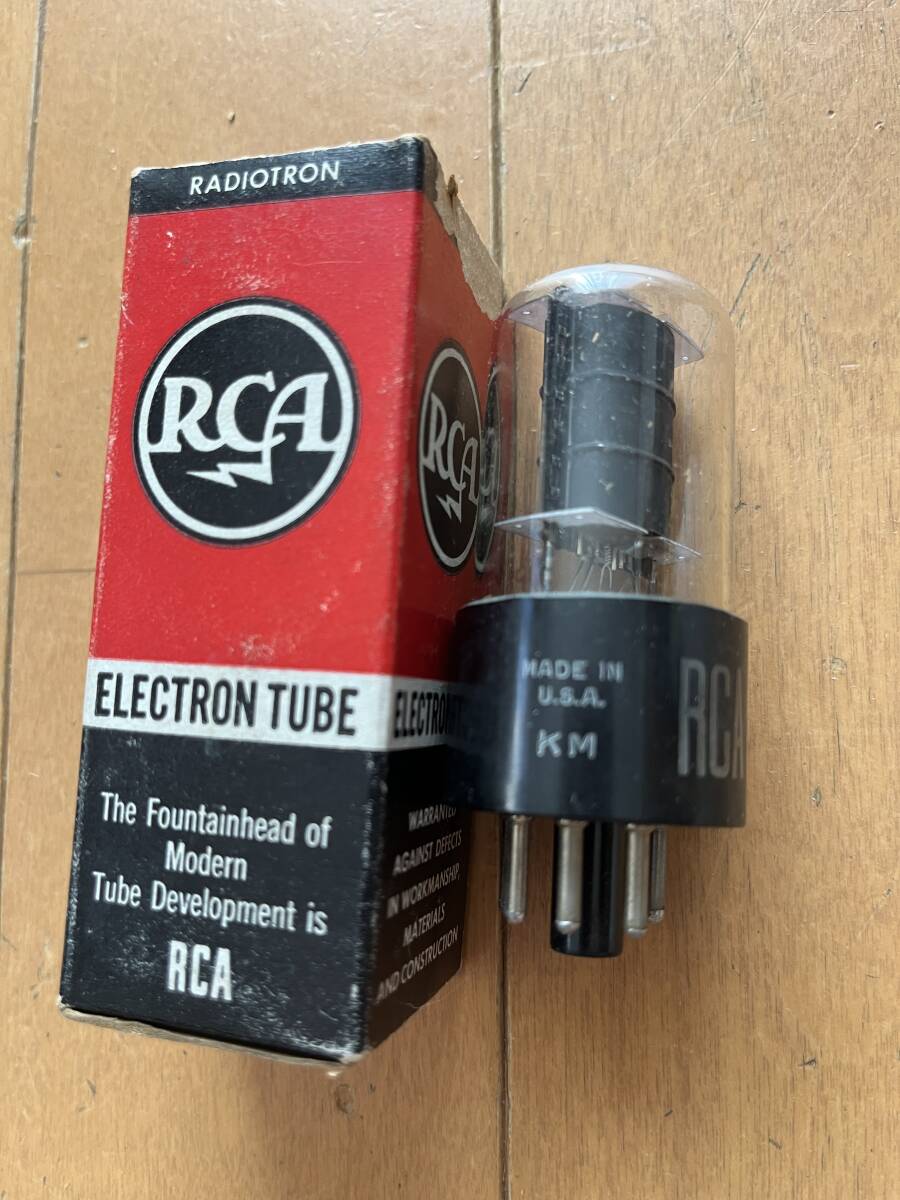 RADIOTRON
RCA
ELECTRON TUBE
The Fountainhead of
Modern
Tube Development is
RCA
RCA
WARRANTED
AGAINST DEFECTS
IN WORKMANSHIP,
MATERIALS
AND CONSTRUCTION
MADE IN
U.S.A.
KM
RCA